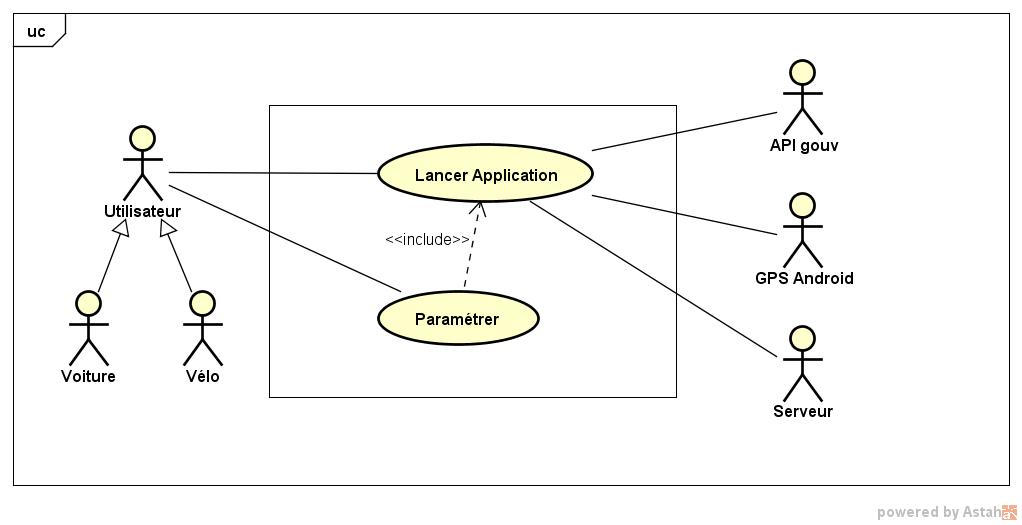 uc
API gouv
Lancer Application
Utilisateur
<<include>>
GPS Android
Paramétrer
Voiture
Vélo
Serveur
powered by Astah